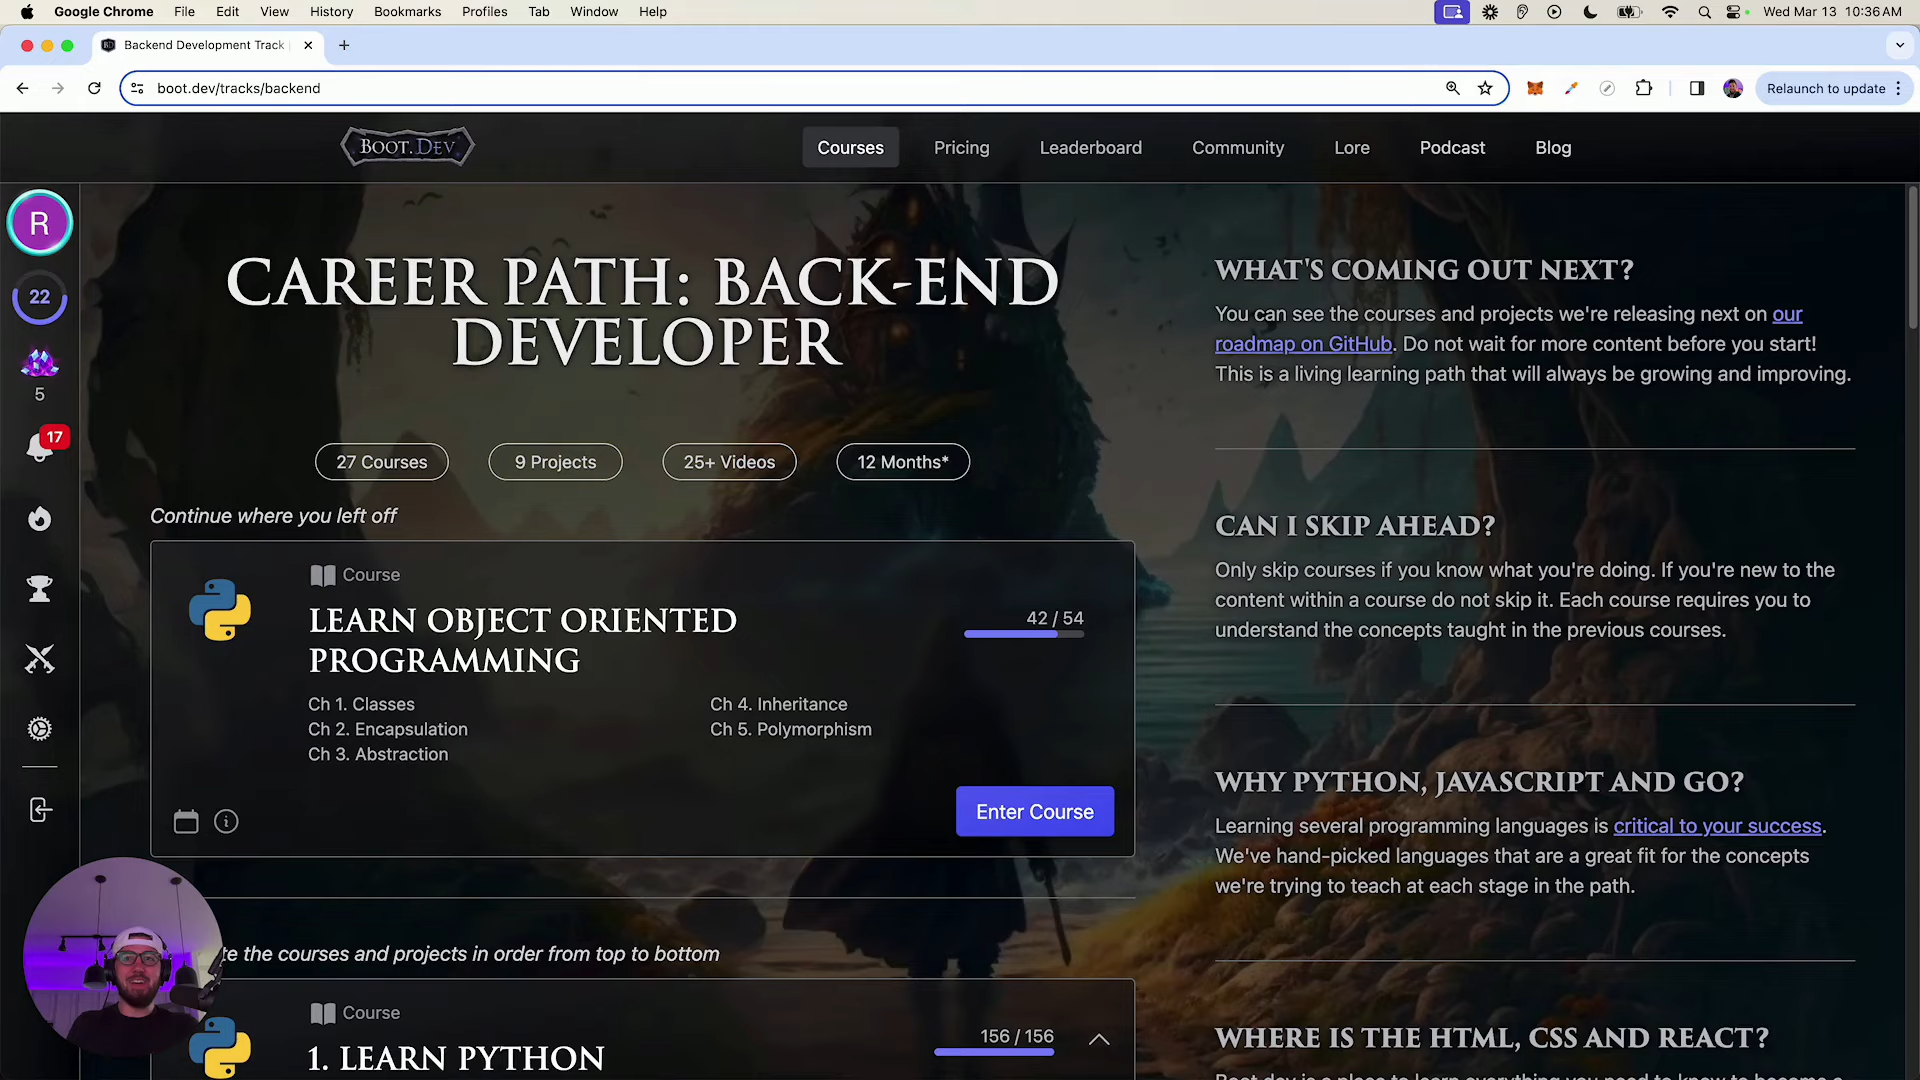 Google Chrome File Edit View History Bookmarks Profiles Tab Window Help Wed Mar 13 10:36 AM
Backend Development Track
boot.dev/tracks/backend
Relaunch to update
BOOT.DEV
Courses Pricing Leaderboard Community Lore Podcast Blog
R
22
5
17
CAREER PATH: BACK-END
DEVELOPER
27 Courses 9 Projects 25+ Videos 12 Months*
Continue where you left off
Course
LEARN OBJECT ORIENTED
PROGRAMMING
42 / 54
Ch 1. Classes
Ch 2. Encapsulation
Ch 3. Abstraction
Ch 4. Inheritance
Ch 5. Polymorphism
Enter Course
te the courses and projects in order from top to bottom
Course
1. LEARN PYTHON
156 / 156
WHAT'S COMING OUT NEXT?
You can see the courses and projects we're releasing next on our
roadmap on GitHub. Do not wait for more content before you start!
This is a living learning path that will always be growing and improving.
CAN I SKIP AHEAD?
Only skip courses if you know what you're doing. If you're new to the
content within a course do not skip it. Each course requires you to
understand the concepts taught in the previous courses.
WHY PYTHON, JAVASCRIPT AND GO?
Learning several programming languages is critical to your success.
We've hand-picked languages that are a great fit for the concepts
we're trying to teach at each stage in the path.
WHERE IS THE HTML, CSS AND REACT?